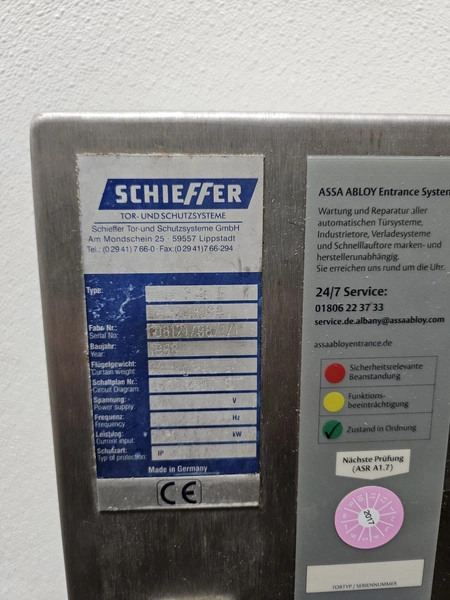 SCHIEFFER
TOR- UND SCHUTZSYSTEME
Schieffer Tor-und Schutzsysteme GmbH
Am Mondschein 25 · 59557 Lippstadt
Tel.: (0 29 41) 7 66-0 · Fax: (0 29 41) 7 66-294
Type:
Fabr Nr.:
Serial No:
Baujahr:
Year:
Flügelgewicht:
Curtain weight:
Schaltplan Nr.:
Circuit Diagram:
Spannung:
Power supply:
V
Frequenz:
Frequency:
Hz
Leistung:
Current input:
kW
Schutzart:
Typ of protection:
IP
Made in Germany
CE
ASSA ABLOY Entrance System
Wartung und Reparatur aller
automatischen Türsysteme,
Industrietore, Verladesysteme
und Schnelllauftore marken- und
herstellerunabhängig.
Sie erreichen uns rund um die Uhr.
24/7 Service:
01806 22 37 33
service.de.albany@assaabloy.com
assaabloyentrance.de
Sicherheitsrelevante
Beanstandung
Funktions-
beeinträchtigung
Zustand in Ordnung
Nächste Prüfung
(ASR A1.7)
2017
TORTYP / SERIENNUMMER